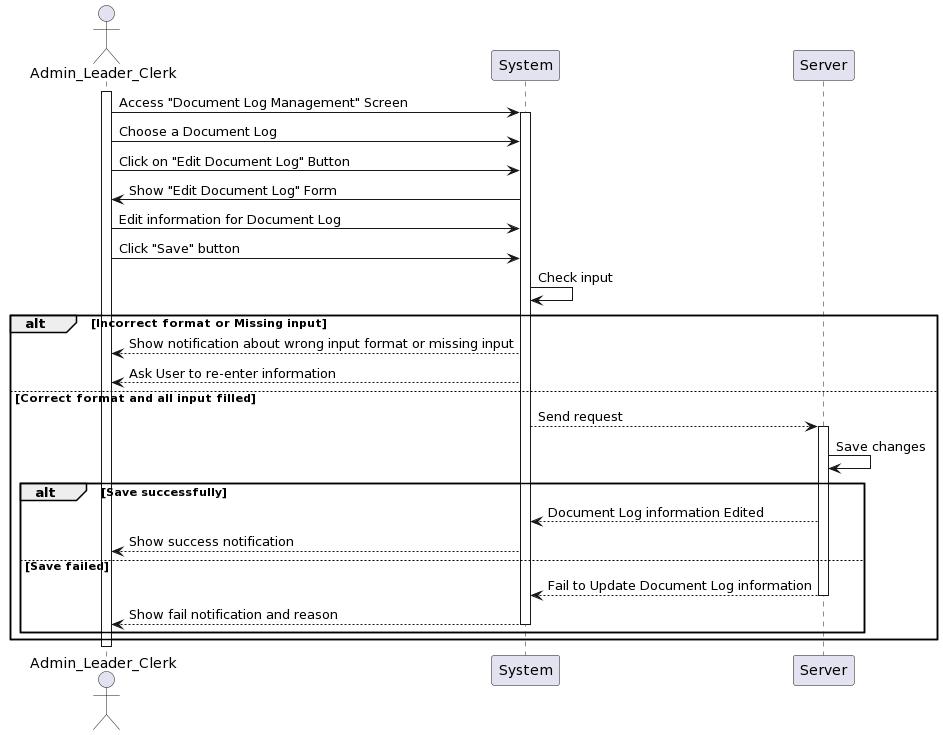 Admin_Leader_Clerk
System
Server
Access "Document Log Management" Screen
Choose a Document Log
Click on "Edit Document Log" Button
Show "Edit Document Log" Form
Edit information for Document Log
Click "Save" button
Check input
alt [Incorrect format or Missing input]
Show notification about wrong input format or missing input
Ask User to re-enter information
[Correct format and all input filled]
Send request
Save changes
alt [Save successfully]
Document Log information Edited
Show success notification
[Save failed]
Fail to Update Document Log information
Show fail notification and reason
Admin_Leader_Clerk
System
Server